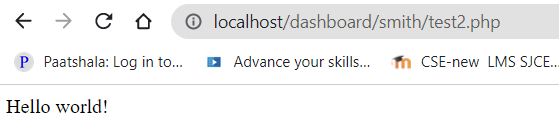 localhost/dashboard/smith/test2.php
P Paatshala: Log in to... Advance your skills... CSE-new LMS SJCE...
Hello world!